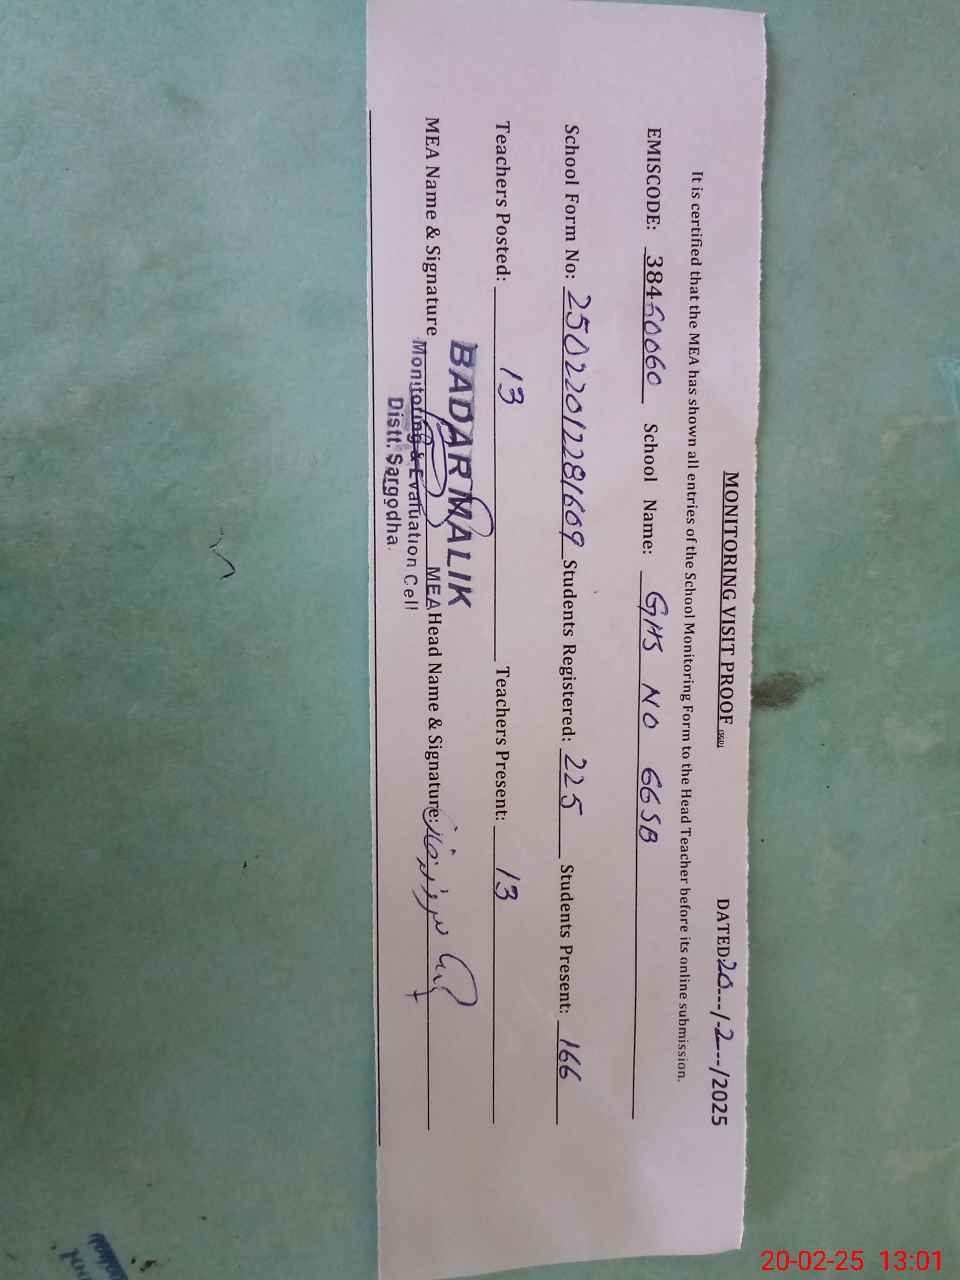 MONITORING VISIT PROOF DATED 20---/-2---/2025
It is certified that the MEA has shown all entries of the School Monitoring Form to the Head Teacher before its online submission.
EMISCODE: 38460060 School Name: GHS NO 66SB
School Form No: 25022012281609 Students Registered: 225 Students Present: 166
Teachers Posted: 13 Teachers Present: 13
MEA Name & Signature Head Name & Signature:
BADAR MALIK
MEA
Monitoring & Evaluation Cell
Distt. Sargodha.
20-02-25 13:01